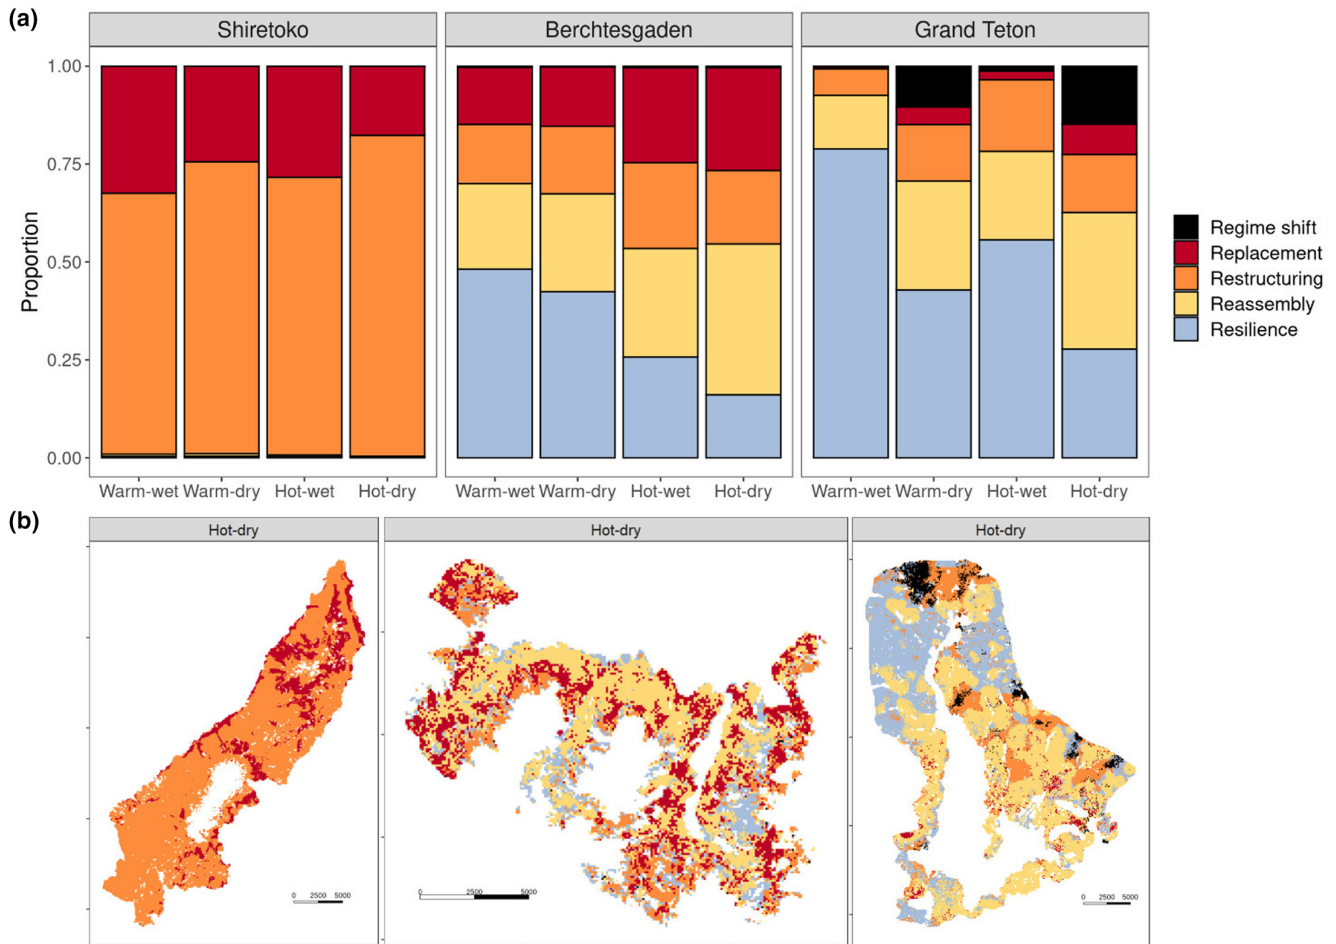 (a)
Shiretoko
Berchtesgaden
Grand Teton
Proportion
1.00
0.75
0.50
0.25
0.00
Warm-wet Warm-dry Hot-wet Hot-dry
Warm-wet Warm-dry Hot-wet Hot-dry
Warm-wet Warm-dry Hot-wet Hot-dry
Regime shift
Replacement
Restructuring
Reassembly
Resilience
(b)
Hot-dry
Hot-dry
Hot-dry
0 2500 5000
0 2500 5000
0 2500 5000